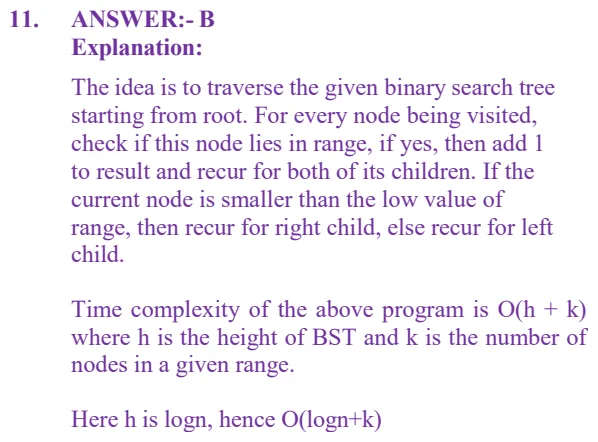 11. ANSWER:- B
Explanation:
The idea is to traverse the given binary search tree
starting from root. For every node being visited,
check if this node lies in range, if yes, then add 1
to result and recur for both of its children. If the
current node is smaller than the low value of
range, then recur for right child, else recur for left
child.
Time complexity of the above program is O(h + k)
where h is the height of BST and k is the number of
nodes in a given range.
Here h is logn, hence O(logn+k)